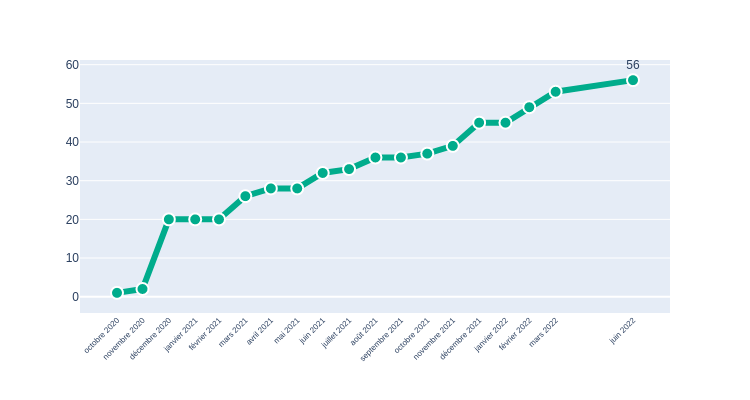 56
60
50
40
30
20
10
0
octobre 2020
novembre 2020
décembre 2020
janvier 2021
février 2021
mars 2021
avril 2021
mai 2021
juin 2021
juillet 2021
août 2021
septembre 2021
octobre 2021
novembre 2021
décembre 2021
janvier 2022
février 2022
mars 2022
juin 2022